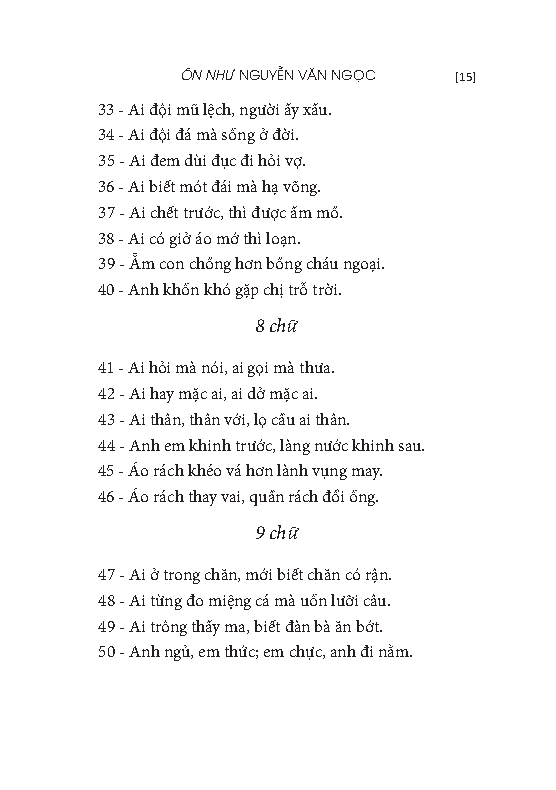 ÔN NHƯ NGUYỄN VĂN NGỌC [15]
33 - Ai đội mũ lệch, người ấy xấu.
34 - Ai đội đá mà sống ở đời.
35 - Ai đem dùi đục đi hỏi vợ.
36 - Ai biết mót đái mà hạ võng.
37 - Ai chết trước, thì được ấm mồ.
38 - Ai có giở áo mớ thì loạn.
39 - Ẵm con chồng hơn bồng cháu ngoại.
40 - Anh khôn khó gặp chị trỗ trời.
8 chữ
41 - Ai hỏi mà nói, ai gọi mà thưa.
42 - Ai hay mặc ai, ai dở mặc ai.
43 - Ai thân, thân với, lọ cầu ai thân.
44 - Anh em khinh trước, làng nước khinh sau.
45 - Áo rách khéo vá hơn lành vụng may.
46 - Áo rách thay vai, quần rách đổi ống.
9 chữ
47 - Ai ở trong chăn, mới biết chăn có rận.
48 - Ai từng đo miệng cá mà uốn lưỡi câu.
49 - Ai trông thấy ma, biết đàn bà ăn bớt.
50 - Anh ngủ, em thức; em chực, anh đi nằm.